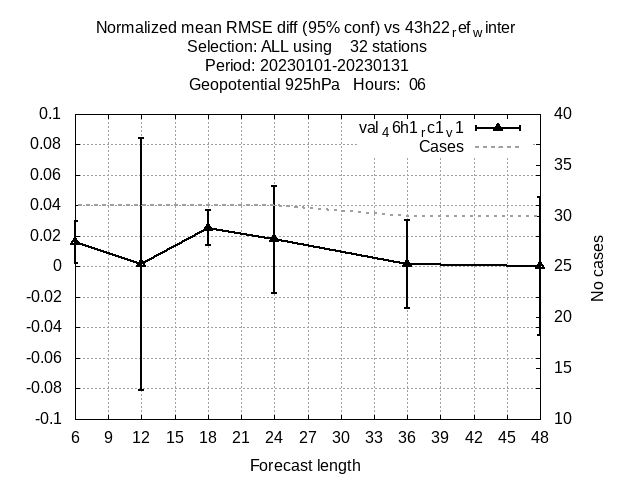 Normalized mean RMSE diff (95% conf) vs 43h22refwinter
Selection: ALL using 32 stations
Period: 20230101-20230131
Geopotential 925hPa Hours: 06
val46h1rc1v1
Cases
0.1
0.08
0.06
0.04
0.02
0
-0.02
-0.04
-0.06
-0.08
-0.1
40
35
30
25
20
15
10
No cases
6 9 12 15 18 21 24 27 30 33 36 39 42 45 48
Forecast length